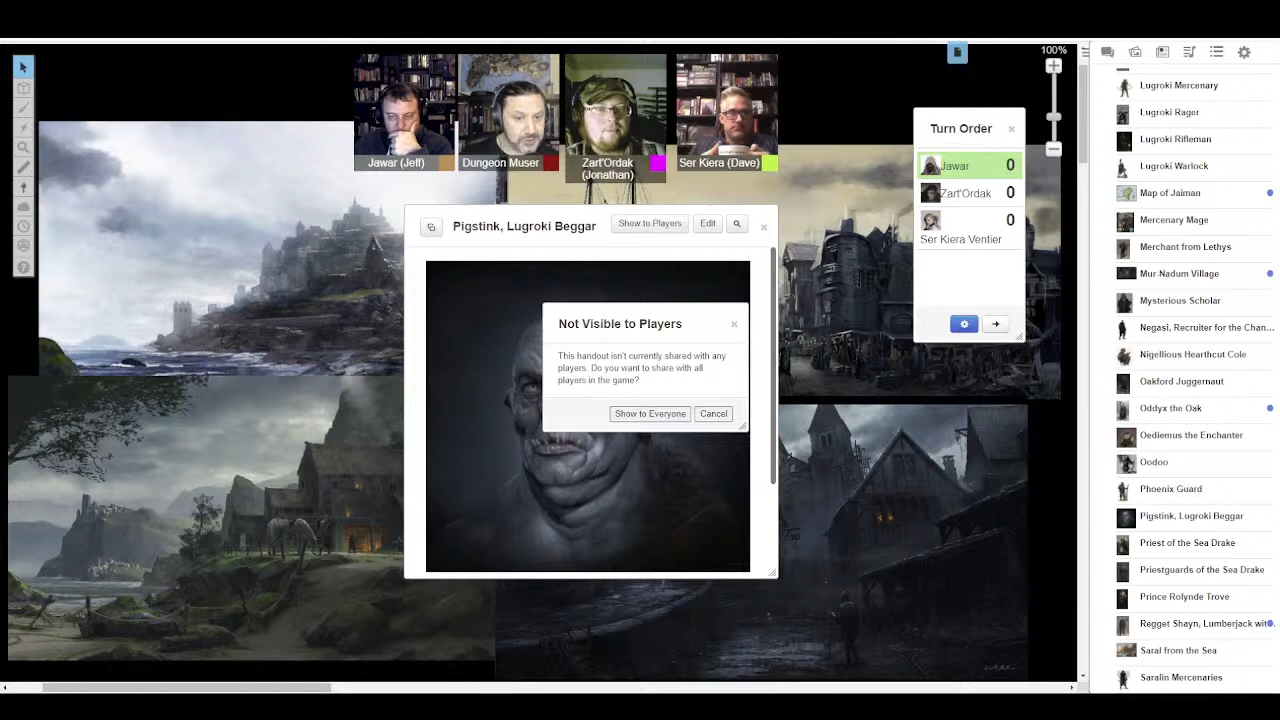 100%
Jawar (Jeff)
Dungeon Muser
Zart'Ordak
(Jonathan)
Ser Kiera (Dave)
Turn Order
Jawar 0
Zart'Ordak 0
0
Ser Kiera Ventier
Pigstink, Lugroki Beggar
Show to Players
Edit
Not Visible to Players
This handout isn't currently shared with any
players. Do you want to share with all
players in the game?
Show to Everyone
Cancel
Lugroki Mercenary
Lugroki Rager
Lugroki Rifleman
Lugroki Warlock
Map of Jaiman
Mercenary Mage
Merchant from Lethys
Mur-Nadum Village
Mysterious Scholar
Negasi, Recruiter for the Chan...
Nigellious Hearthcut Cole
Oakford Juggernaut
Oddyx the Oak
Oediemus the Enchanter
Oodoo
Phoenix Guard
Pigstink, Lugroki Beggar
Priest of the Sea Drake
Priestguards of the Sea Drake
Prince Rolynde Trove
Regget Shayn, Lumberjack wit...
Saral from the Sea
Saralin Mercenaries